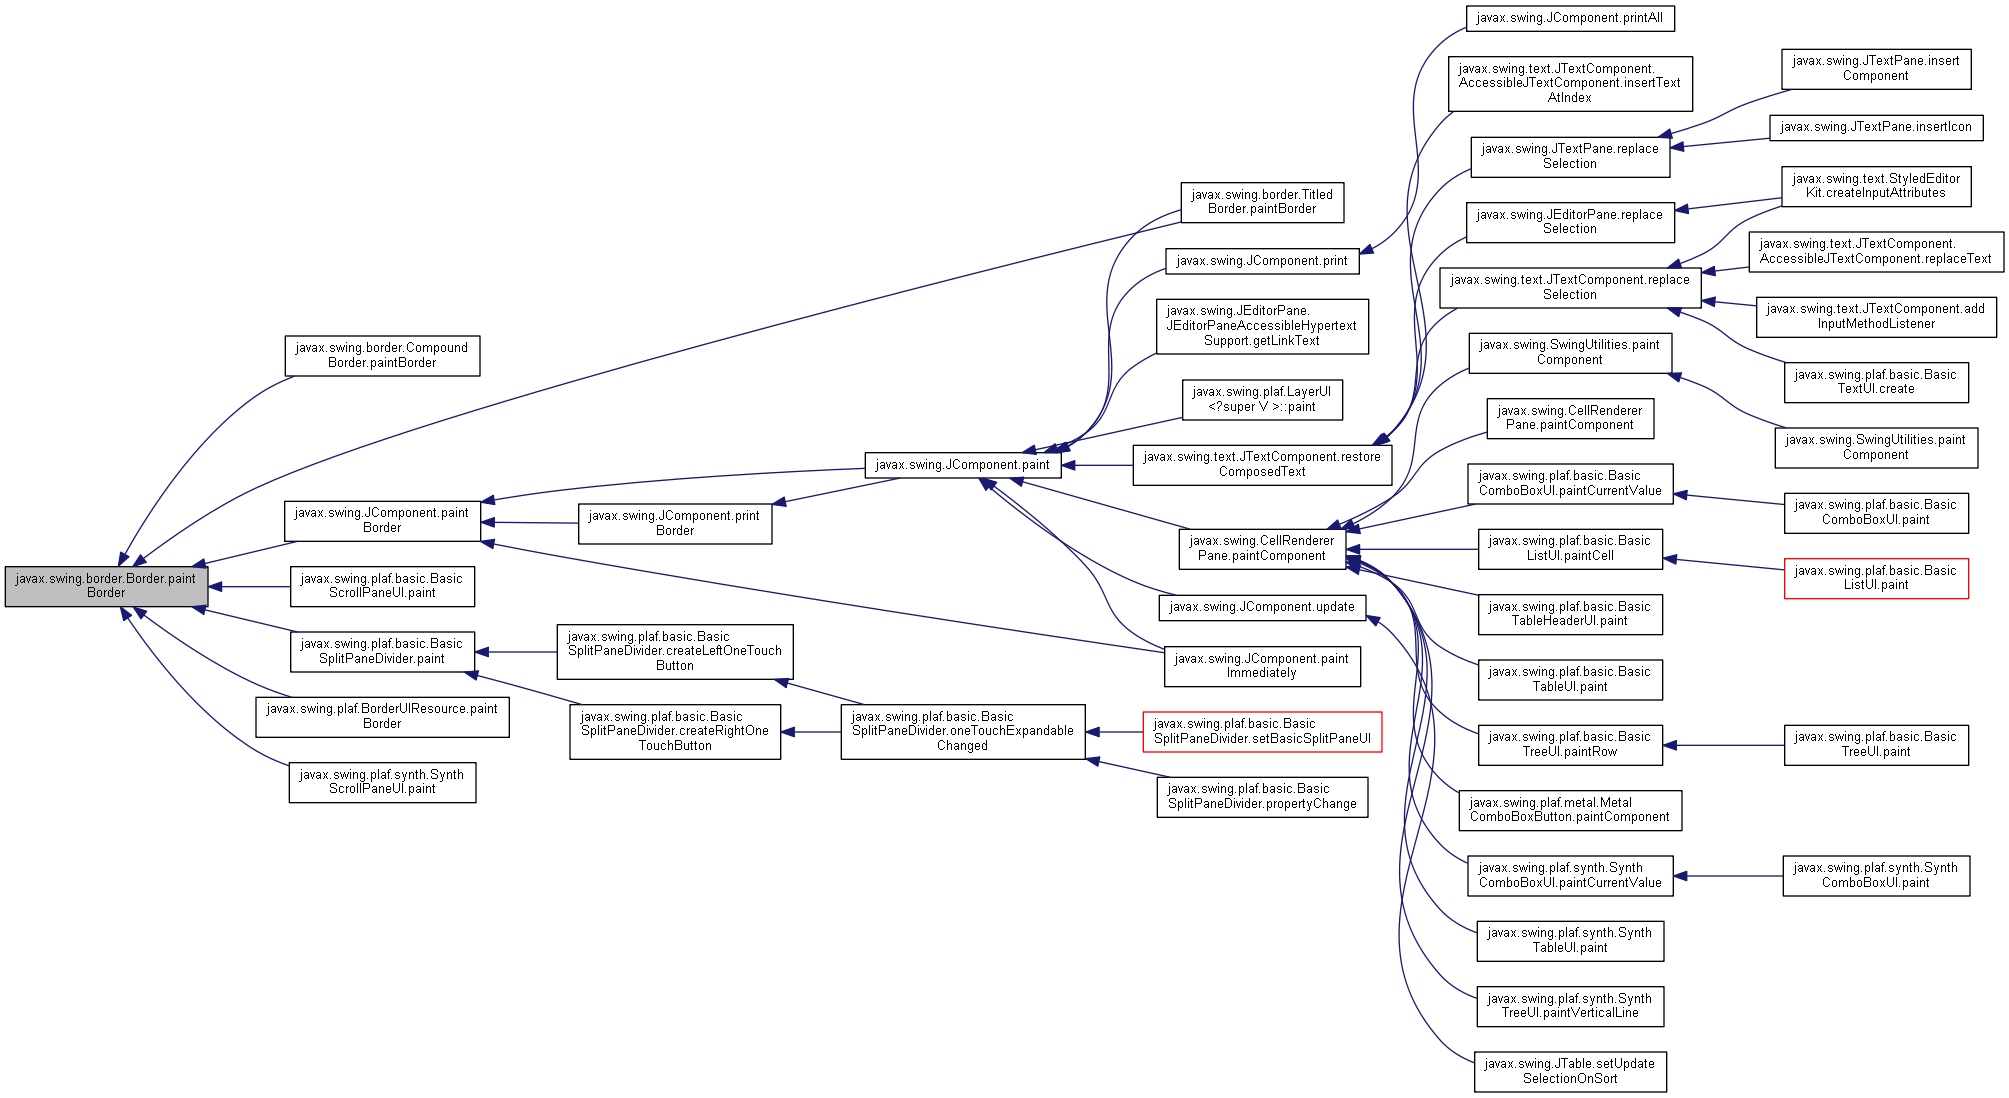 javax.swing.border.Border.paint
Border
javax.swing.border.Compound
Border.paintBorder
javax.swing.JComponent.paint
Border
javax.swing.plaf.basic.Basic
ScrollPaneUI.paint
javax.swing.plaf.basic.Basic
SplitPaneDivider.paint
javax.swing.plaf.BorderUIResource.paint
Border
javax.swing.plaf.synth.Synth
ScrollPaneUI.paint
javax.swing.JComponent.print
Border
javax.swing.plaf.basic.Basic
SplitPaneDivider.createLeftOneTouch
Button
javax.swing.plaf.basic.Basic
SplitPaneDivider.createRightOne
TouchButton
javax.swing.JComponent.paint
javax.swing.plaf.basic.Basic
SplitPaneDivider.oneTouchExpandable
Changed
javax.swing.border.Titled
Border.paintBorder
javax.swing.JComponent.print
javax.swing.JEditorPane.
JEditorPaneAccessibleHypertext
Support.getLinkText
javax.swing.plaf.LayerUI
<?super V >::paint
javax.swing.text.JTextComponent.restore
ComposedText
javax.swing.CellRenderer
Pane.paintComponent
javax.swing.JComponent.update
javax.swing.JComponent.paint
Immediately
javax.swing.plaf.basic.Basic
SplitPaneDivider.setBasicSplitPaneUI
javax.swing.plaf.basic.Basic
SplitPaneDivider.propertyChange
javax.swing.JComponent.printAll
javax.swing.text.JTextComponent.
AccessibleJTextComponent.insertText
AtIndex
javax.swing.JTextPane.replace
Selection
javax.swing.JEditorPane.replace
Selection
javax.swing.text.JTextComponent.replace
Selection
javax.swing.SwingUtilities.paint
Component
javax.swing.CellRenderer
Pane.paintComponent
javax.swing.plaf.basic.Basic
ComboBoxUI.paintCurrentValue
javax.swing.plaf.basic.Basic
ListUI.paintCell
javax.swing.plaf.basic.Basic
TableHeaderUI.paint
javax.swing.plaf.basic.Basic
TableUI.paint
javax.swing.plaf.basic.Basic
TreeUI.paintRow
javax.swing.plaf.metal.Metal
ComboBoxButton.paintComponent
javax.swing.plaf.synth.Synth
ComboBoxUI.paintCurrentValue
javax.swing.plaf.synth.Synth
TableUI.paint
javax.swing.plaf.synth.Synth
TreeUI.paintVerticalLine
javax.swing.JTable.setUpdate
SelectionOnSort
javax.swing.JTextPane.insert
Component
javax.swing.JTextPane.insertIcon
javax.swing.text.StyledEditor
Kit.createInputAttributes
javax.swing.text.JTextComponent.
AccessibleJTextComponent.replaceText
javax.swing.text.JTextComponent.add
InputMethodListener
javax.swing.plaf.basic.Basic
TextUI.create
javax.swing.SwingUtilities.paint
Component
javax.swing.plaf.basic.Basic
ComboBoxUI.paint
javax.swing.plaf.basic.Basic
ListUI.paint
javax.swing.plaf.basic.Basic
TreeUI.paint
javax.swing.plaf.synth.Synth
ComboBoxUI.paint